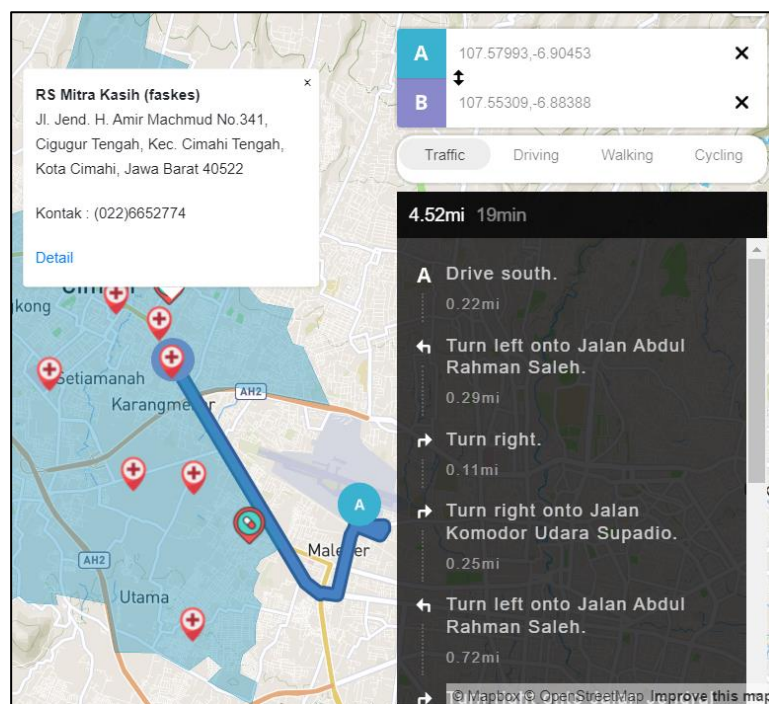 RS Mitra Kasih (faskes)
Jl. Jend. H. Amir Machmud No.341,
Cigugur Tengah, Kec. Cimahi Tengah,
Kota Cimahi, Jawa Barat 40522
Kontak : (022)6652774
Detail
A 107.57993,-6.90453
B 107.55309,-6.88388
Traffic Driving Walking Cycling
4.52mi 19min
A Drive south.
0.22mi
Turn left onto Jalan Abdul
Rahman Saleh.
0.29mi
Turn right.
0.11mi
Turn right onto Jalan
Komodor Udara Supadio.
0.25mi
Turn left onto Jalan Abdul
Rahman Saleh.
0.72mi
© Mapbox © OpenStreetMap Improve this map
kong
Setiamanah
AH2
A
AH2
Utama